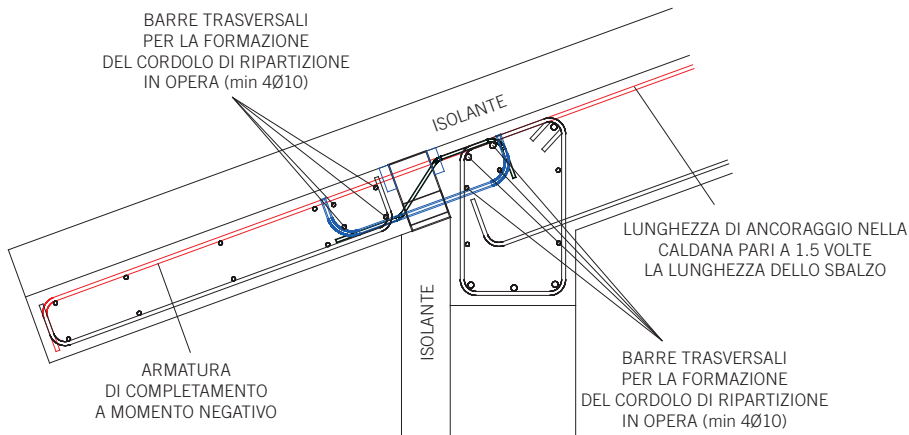 BARRE TRASVERSALI
PER LA FORMAZIONE
DEL CORDOLO DI RIPARTIZIONE
IN OPERA (min 4Ø10)
ISOLANTE
LUNGHEZZA DI ANCORAGGIO NELLA
CALDANA PARI A 1.5 VOLTE
LA LUNGHEZZA DELLO SBALZO
ISOLANTE
ARMATURA
DI COMPLETAMENTO
A MOMENTO NEGATIVO
BARRE TRASVERSALI
PER LA FORMAZIONE
DEL CORDOLO DI RIPARTIZIONE
IN OPERA (min 4Ø10)